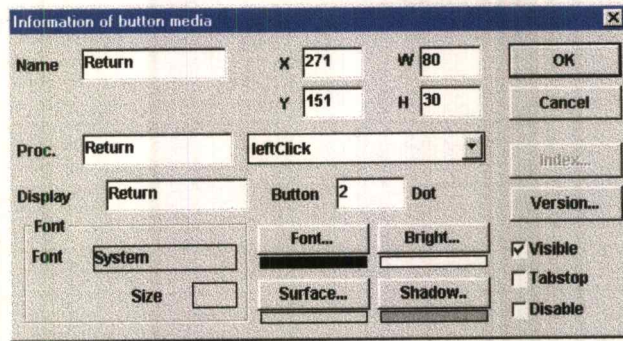 Information of button media
Name Return X 271 W 80 OK
Y 151 H 30 Cancel
Proc. Return leftClick Index...
Display Return Button 2 Dot Version...
Font Font... Bright... Visible
Font System Tabstop
Size Surface... Shadow.. Disable